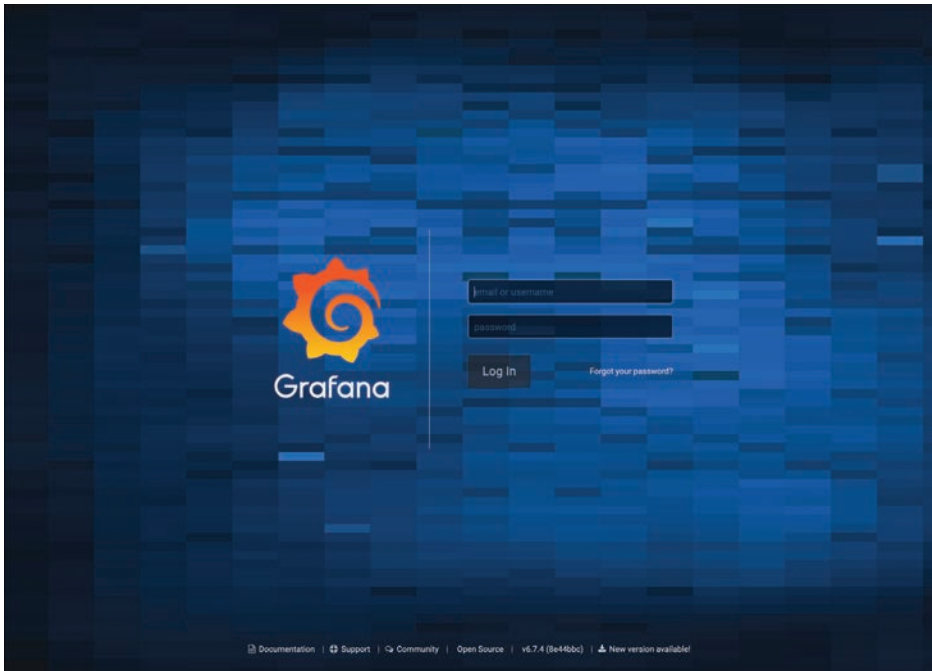 Grafana
email or username
password
Log In
Forgot your password?
Documentation | Support | Community | Open Source | v6.7.4 (8e44bbc) | New version available!